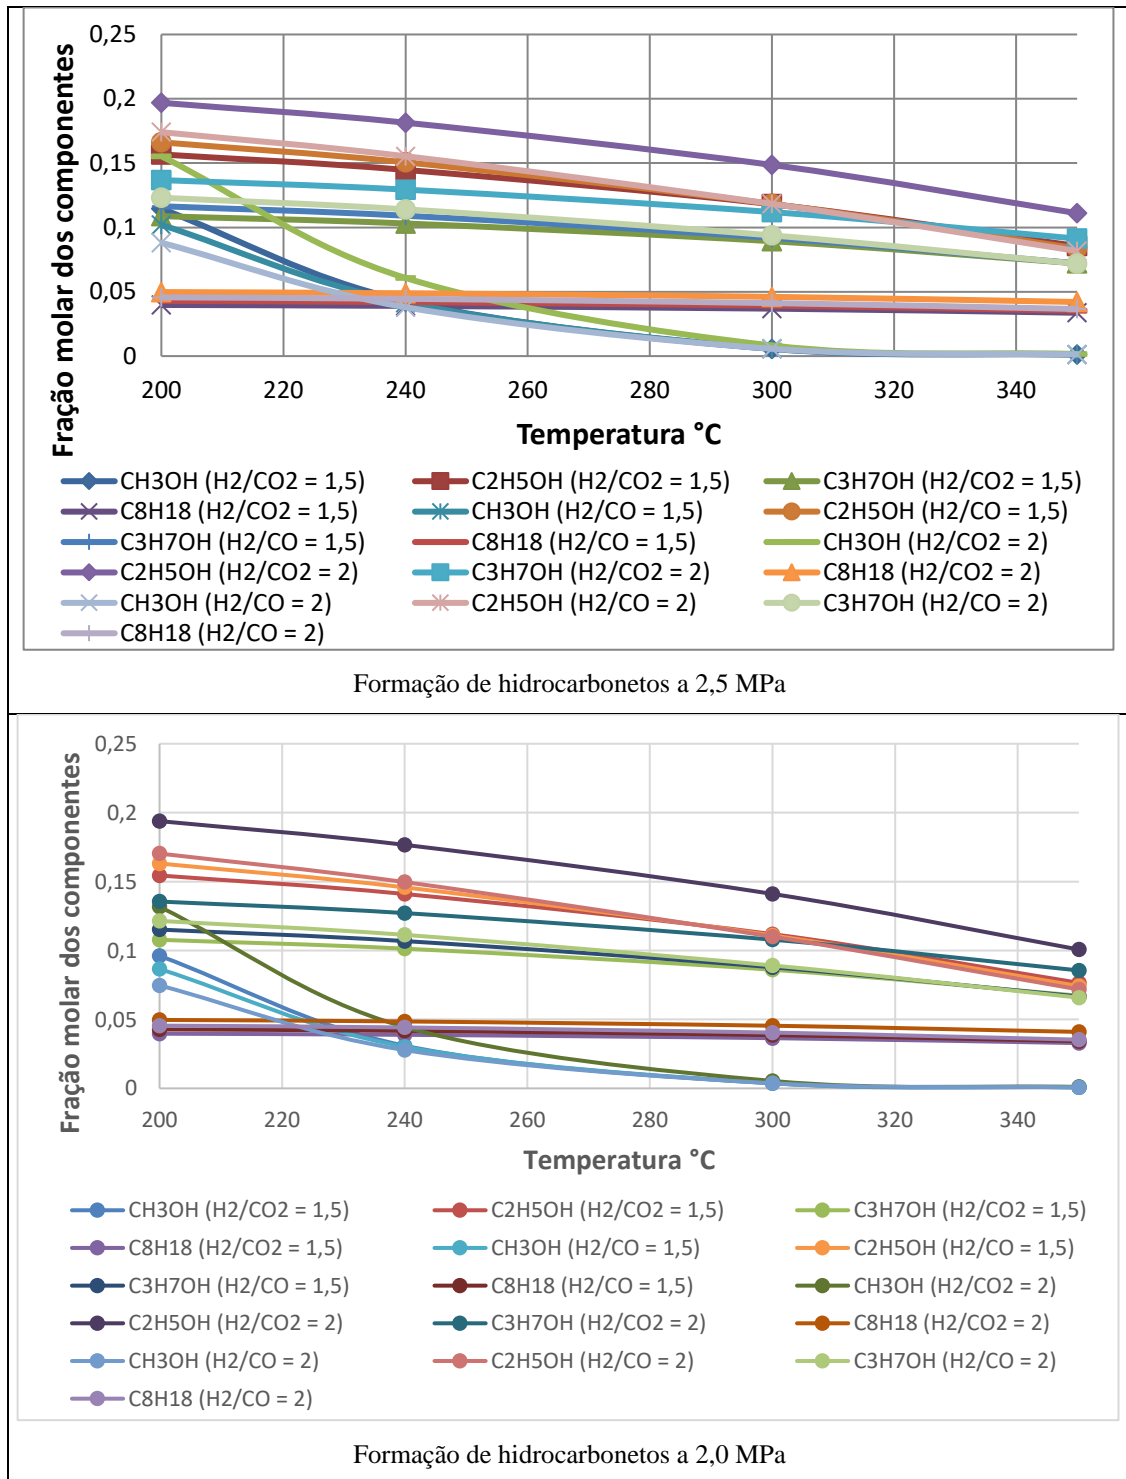 0,25
0,2
0,15
0,1
0,05
0
Fração molar dos componentes
200 220 240 260 280 300 320 340
Temperatura °C
CH3OH (H2/CO2 = 1,5) C2H5OH (H2/CO2 = 1,5) C3H7OH (H2/CO2 = 1,5)
C8H18 (H2/CO2 = 1,5) CH3OH (H2/CO = 1,5) C2H5OH (H2/CO = 1,5)
C3H7OH (H2/CO = 1,5) C8H18 (H2/CO = 1,5) CH3OH (H2/CO = 2)
C2H5OH (H2/CO2 = 2) C3H7OH (H2/CO2 = 2) C8H18 (H2/CO2 = 2)
CH3OH (H2/CO = 2) C2H5OH (H2/CO = 2) C3H7OH (H2/CO = 2)
C8H18 (H2/CO = 2)
Formação de hidrocarbonetos a 2,5 MPa
0,25
0,2
0,15
0,1
0,05
0
Fração molar dos componentes
200 220 240 260 280 300 320 340
Temperatura °C
CH3OH (H2/CO2 = 1,5) C2H5OH (H2/CO2 = 1,5) C3H7OH (H2/CO2 = 1,5)
C8H18 (H2/CO2 = 1,5) CH3OH (H2/CO = 1,5) C2H5OH (H2/CO = 1,5)
C3H7OH (H2/CO = 1,5) C8H18 (H2/CO = 1,5) CH3OH (H2/CO2 = 2)
C2H5OH (H2/CO2 = 2) C3H7OH (H2/CO2 = 2) C8H18 (H2/CO2 = 2)
CH3OH (H2/CO = 2) C2H5OH (H2/CO = 2) C3H7OH (H2/CO = 2)
C8H18 (H2/CO = 2)
Formação de hidrocarbonetos a 2,0 MPa